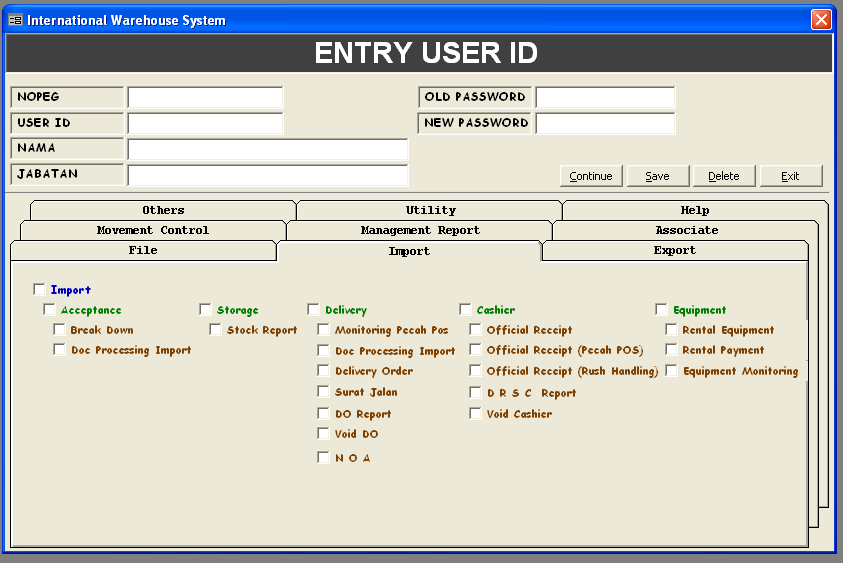 International Warehouse System
ENTRY USER ID
NOPEG OLD PASSWORD
USER ID NEW PASSWORD
NAMA
JABATAN Continue Save Delete Exit
Others Utility Help
Movement Control Management Report Associate
File Import Export
Import
Acceptance Storage Delivery Cashier Equipment
Break Down Stock Report Monitoring Pecah Pos Official Receipt Rental Equipment
Doc Processing Import Doc Processing Import Official Receipt (Pecah POS) Rental Payment
Delivery Order Official Receipt (Rush Handling) Equipment Monitoring
Surat Jalan D R S C Report
DO Report Void Cashier
Void DO
N O A